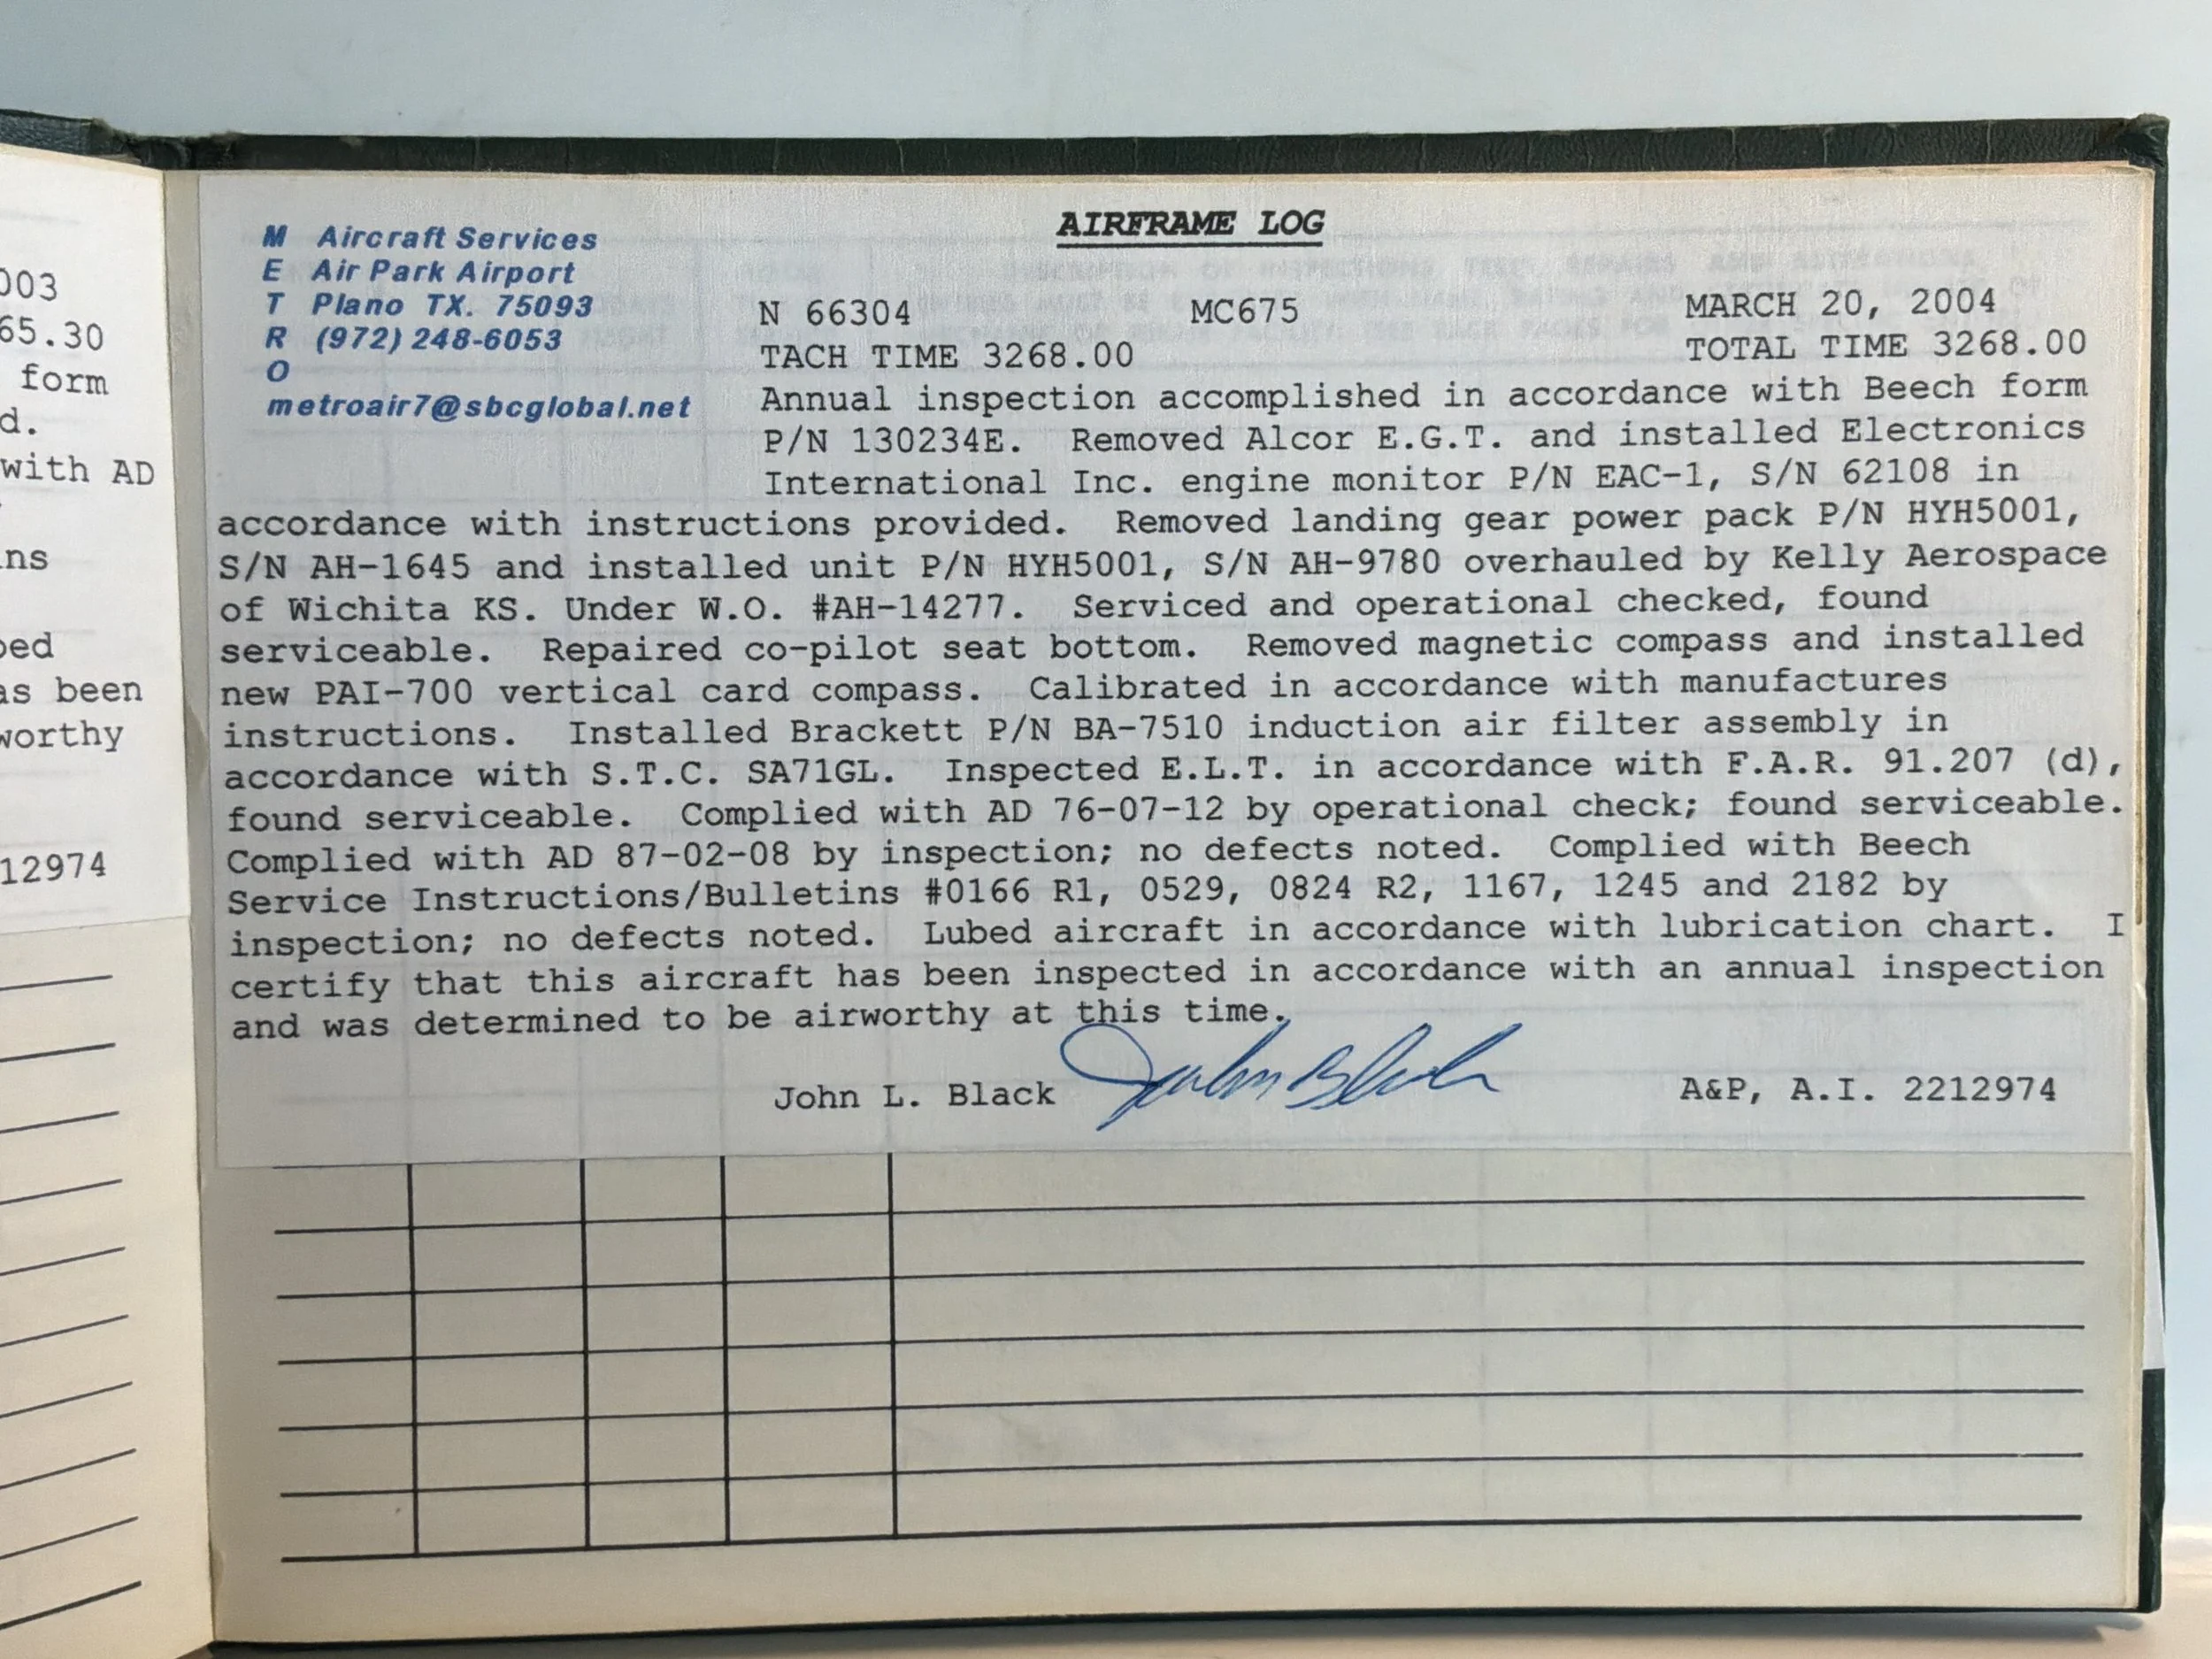 003
65.30
form
d.
with AD
ns
ped
as been
worthy
12974
AIRFRAME LOG
M Aircraft Services
E Air Park Airport
T Plano TX. 75093
R (972) 248-6053
O
metroair7@sbcglobal.net
N 66304 MC675 MARCH 20, 2004
TACH TIME 3268.00 TOTAL TIME 3268.00
Annual inspection accomplished in accordance with Beech form
P/N 130234E. Removed Alcor E.G.T. and installed Electronics
International Inc. engine monitor P/N EAC-1, S/N 62108 in
accordance with instructions provided. Removed landing gear power pack P/N HYH5001,
S/N AH-1645 and installed unit P/N HYH5001, S/N AH-9780 overhauled by Kelly Aerospace
of Wichita KS. Under W.O. #AH-14277. Serviced and operational checked, found
serviceable. Repaired co-pilot seat bottom. Removed magnetic compass and installed
new PAI-700 vertical card compass. Calibrated in accordance with manufactures
instructions. Installed Brackett P/N BA-7510 induction air filter assembly in
accordance with S.T.C. SA71GL. Inspected E.L.T. in accordance with F.A.R. 91.207 (d),
found serviceable. Complied with AD 76-07-12 by operational check; found serviceable.
Complied with AD 87-02-08 by inspection; no defects noted. Complied with Beech
Service Instructions/Bulletins #0166 R1, 0529, 0824 R2, 1167, 1245 and 2182 by
inspection; no defects noted. Lubed aircraft in accordance with lubrication chart. I
certify that this aircraft has been inspected in accordance with an annual inspection
and was determined to be airworthy at this time.
John L. Black John Black A&P, A.I. 2212974